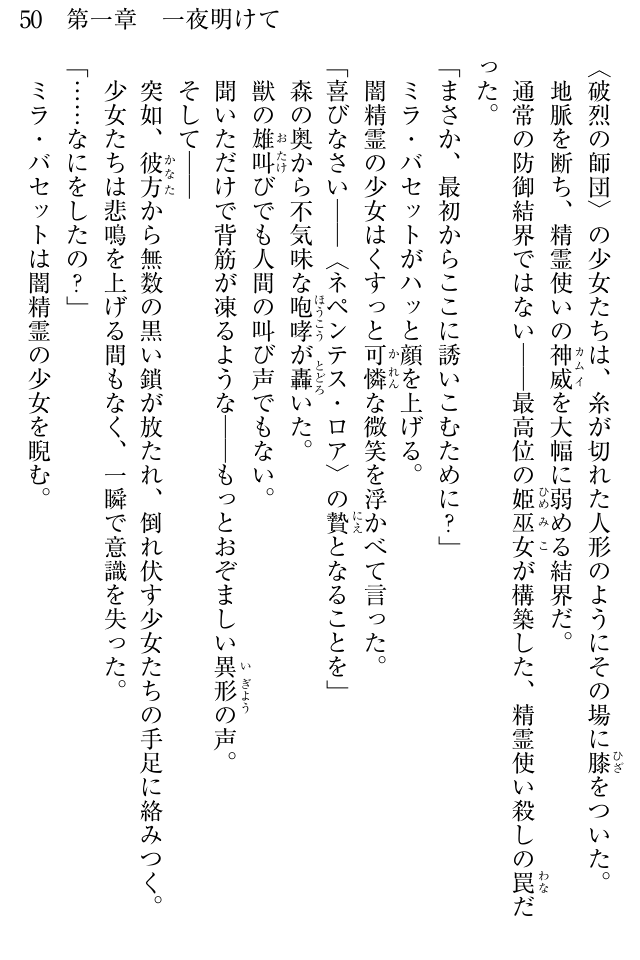 50　第一章　一夜明けて
〈破烈の師団〉の少女たちは、糸が切れた人形のようにその場に膝をついた。
地脈を断ち、精霊使いの神威を大幅に弱める結界だ。
通常の防御結界ではない――最高位の姫巫女が構築した、精霊使い殺しの罠だ
った。
「まさか、最初からここに誘いこむために?」
ミラ・バセットがハッと顔を上げる。
闇精霊の少女はくすっと可憐な微笑を浮かべて言った。
「喜びなさい――〈ネペンテス・ロア〉の贄となることを」
森の奥から不気味な咆哮が轟いた。
獣の雄叫びでも人間の叫び声でもない。
聞いただけで背筋が凍るような――もっとおぞましい異形の声。
そして――
突如、彼方から無数の黒い鎖が放たれ、倒れ伏す少女たちの手足に絡みつく。
少女たちは悲鳴を上げる間もなく、一瞬で意識を失った。
「……なにをしたの?」
ミラ・バセットは闇精霊の少女を睨む。